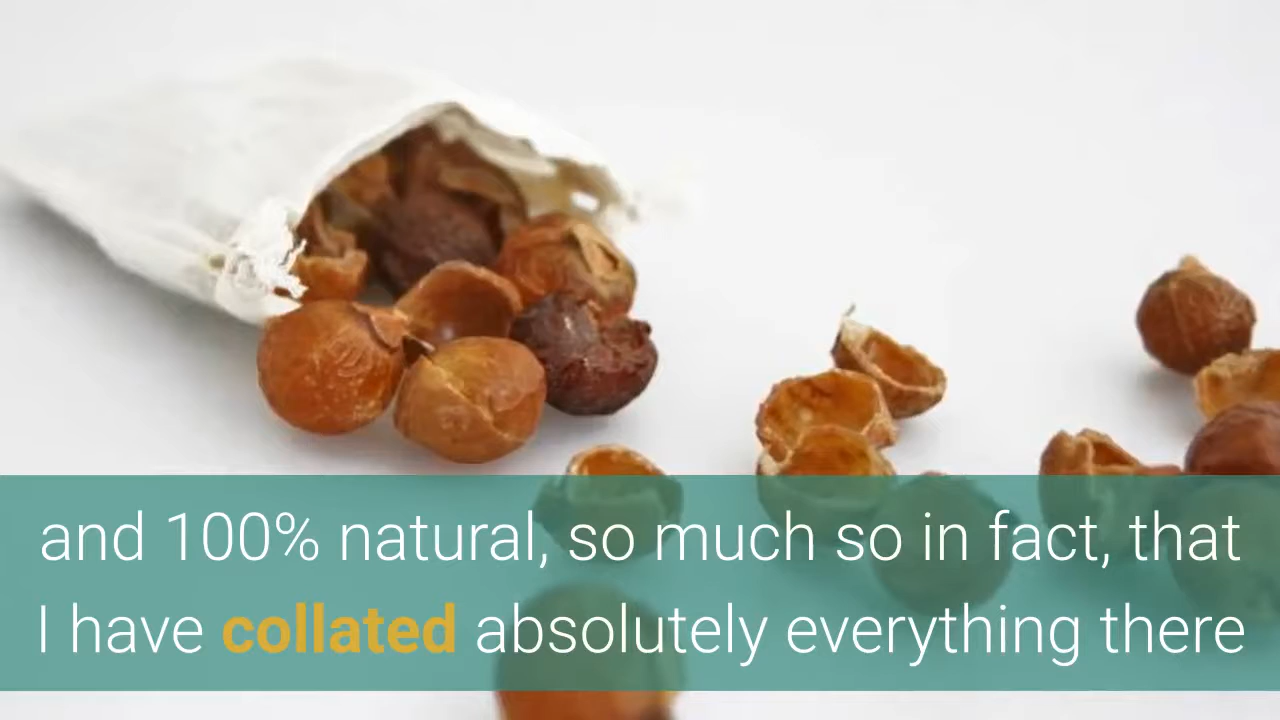 and 100% natural, so much so in fact, that
I have collated absolutely everything there